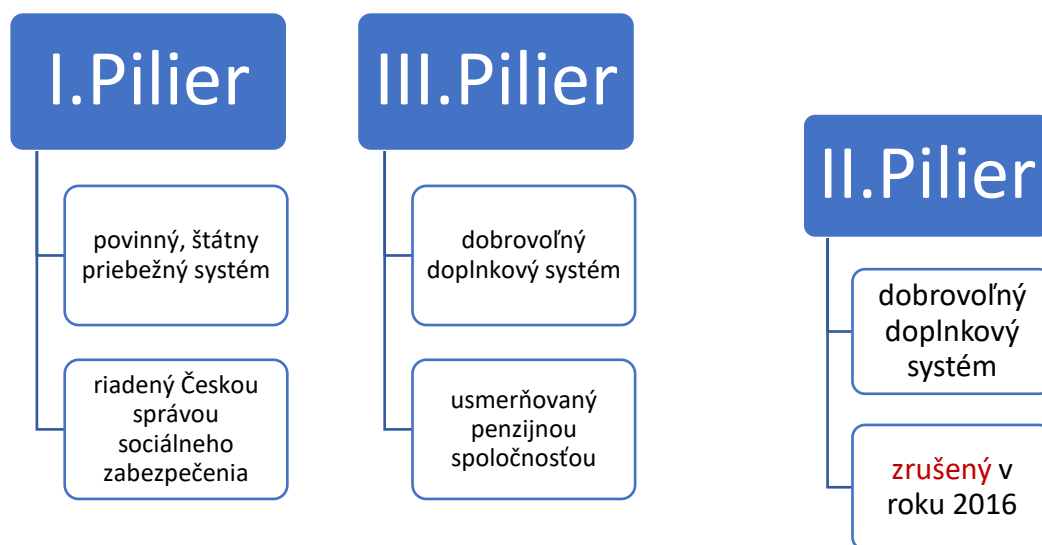 I.Pilier
povinný, štátny
priebežný systém
riadený Českou
správou
sociálneho
zabezpečenia
III.Pilier
dobrovoľný
doplnkový systém
usmerňovaný
penzijnou
spoločnosťou
II.Pilier
dobrovoľný
doplnkový
systém
zrušený v
roku 2016